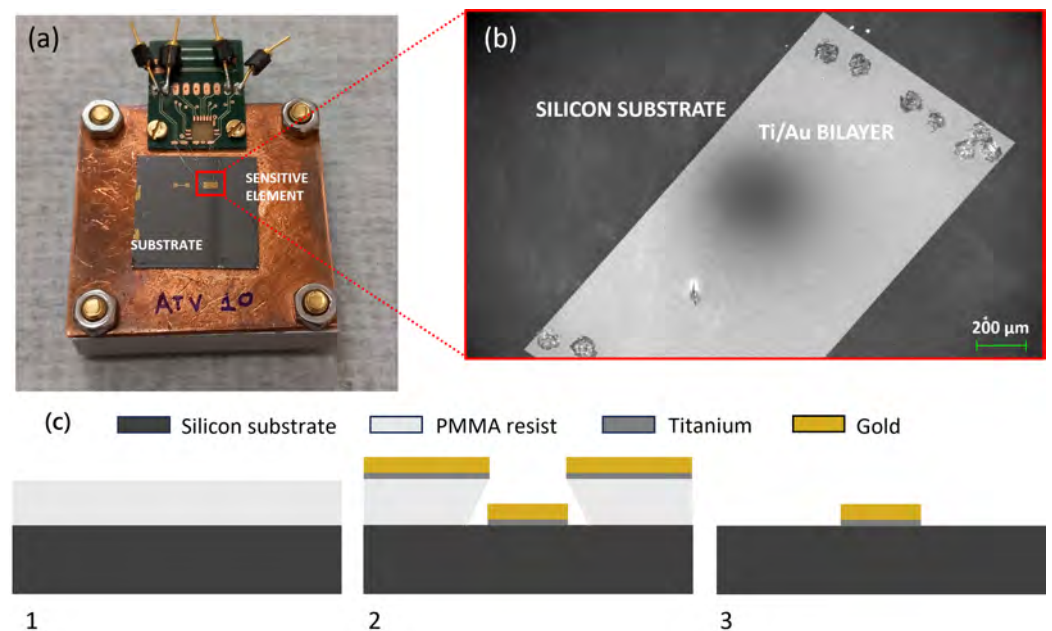 (a)
SENSITIVE
ELEMENT
SUBSTRATE
ATV 10
(b)
SILICON SUBSTRATE
Ti/Au BILAYER
200 µm
(c)
Silicon substrate
PMMA resist
Titanium
Gold
1
2
3